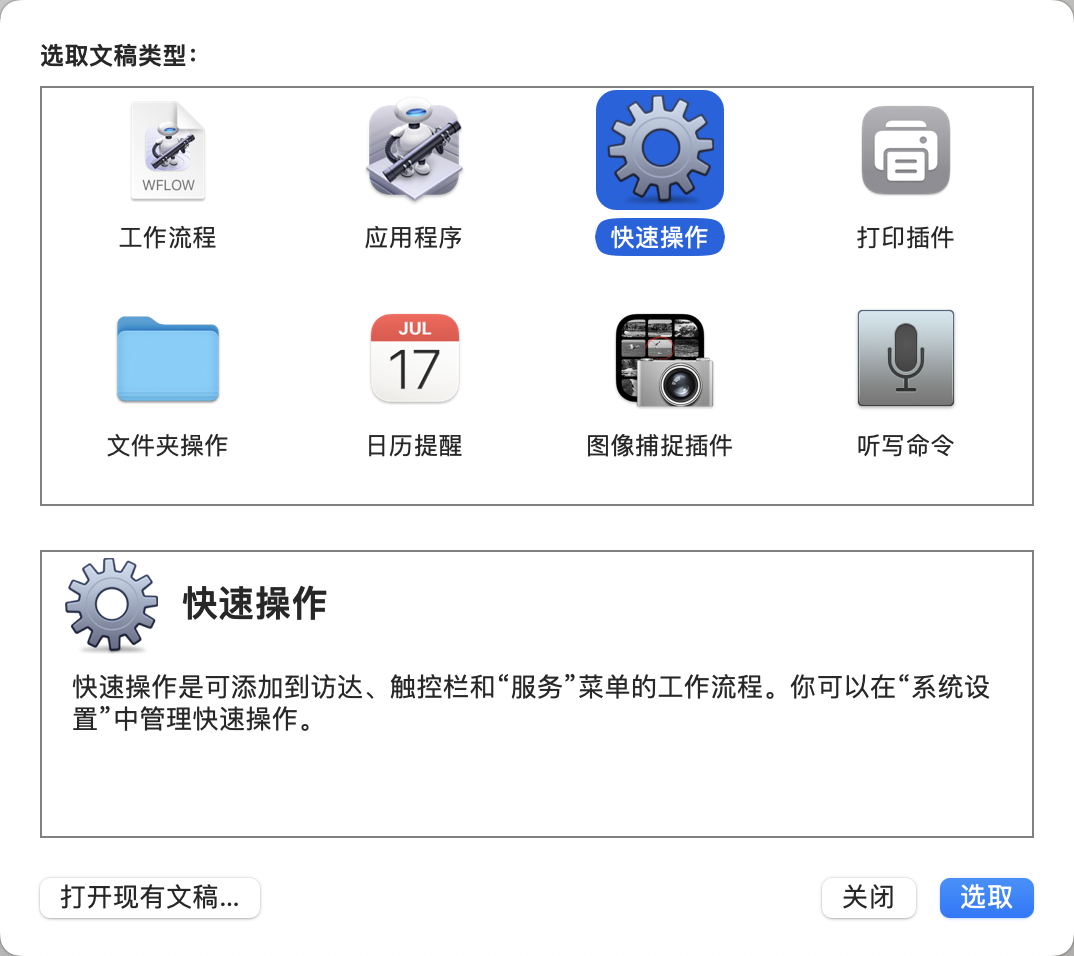 选取文稿类型：
WFLOW
工作流程
应用程序
快速操作
打印插件
JUL
17
文件夹操作
日历提醒
图像捕捉插件
听写命令
快速操作
快速操作是可添加到访达、触控栏和“服务”菜单的工作流程。你可以在“系统设
置”中管理快速操作。
打开现有文稿...
关闭
选取